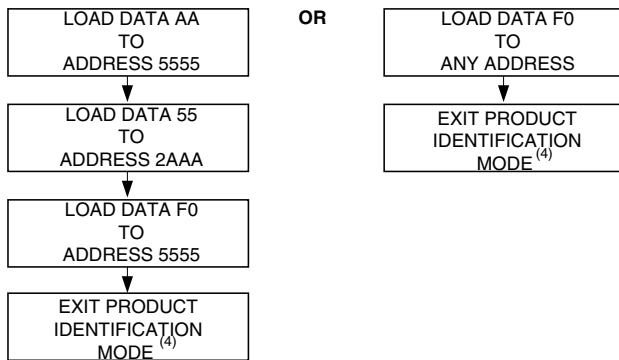 LOAD DATA AA
TO
ADDRESS 5555
LOAD DATA 55
TO
ADDRESS 2AAA
LOAD DATA F0
TO
ADDRESS 5555
EXIT PRODUCT
IDENTIFICATION
MODE (4)
OR
LOAD DATA F0
TO
ANY ADDRESS
EXIT PRODUCT
IDENTIFICATION
MODE (4)